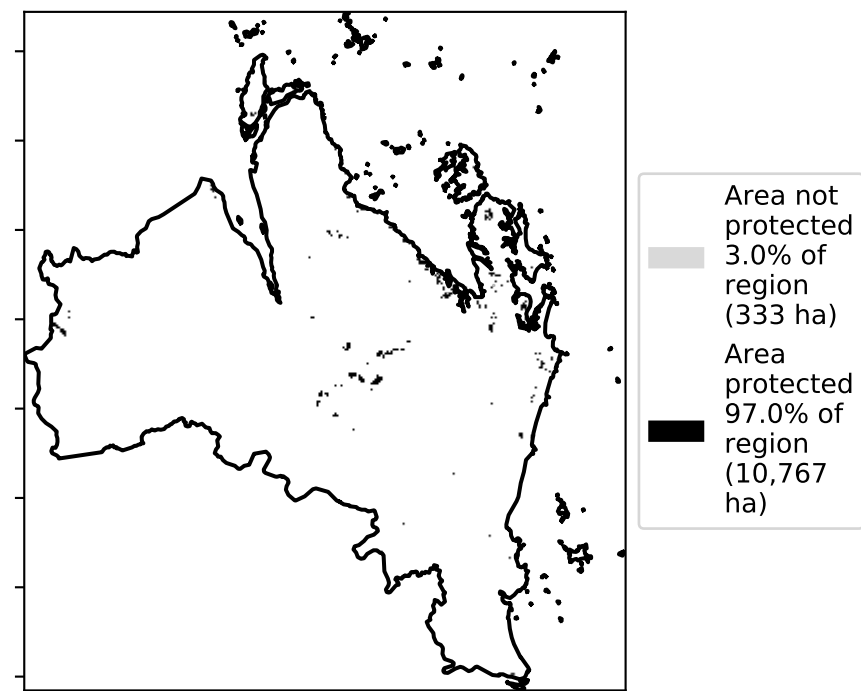 Area not
protected
3.0% of
region
(333 ha)
Area
protected
97.0% of
region
(10,767
ha)